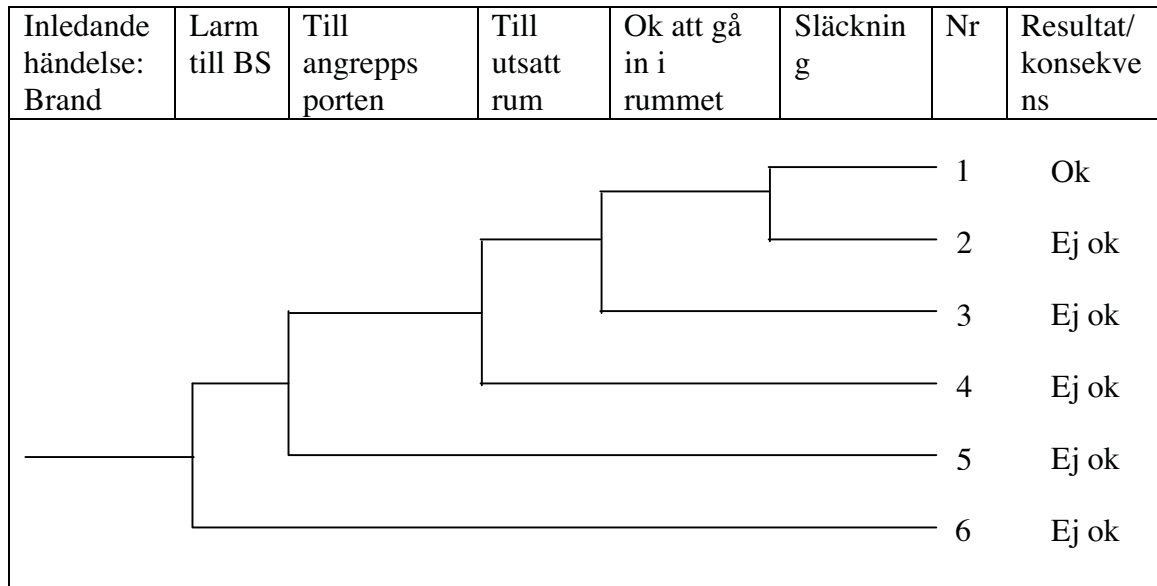 Inledande
händelse:
Brand
Larm
till BS
Till
angrepps
porten
Till
utsatt
rum
Ok att gå
in i
rummet
Släcknin
g
Nr
Resultat/
konsekve
ns
1 Ok
2 Ej ok
3 Ej ok
4 Ej ok
5 Ej ok
6 Ej ok